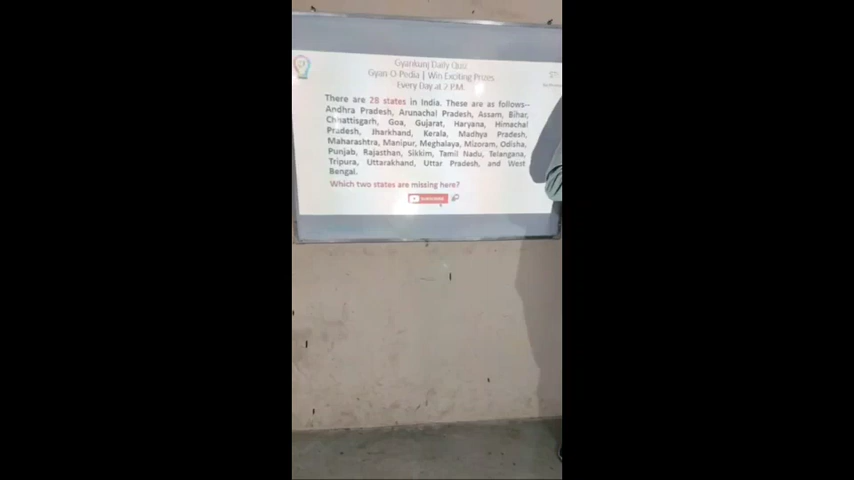 Gyankunj Daily Quiz
Gyan-O-Pedia | Win Exciting Prizes
Every Day at 2 P.M.
There are 28 states in India. These are as follows--
Andhra Pradesh, Arunachal Pradesh, Assam, Bihar,
Chhattisgarh, Goa, Gujarat, Haryana, Himachal
Pradesh, Jharkhand, Kerala, Madhya Pradesh,
Maharashtra, Manipur, Meghalaya, Mizoram, Odisha,
Punjab, Rajasthan, Sikkim, Tamil Nadu, Telangana,
Tripura, Uttarakhand, Uttar Pradesh, and West
Bengal.
Which two states are missing here?
SUBSCRIBE